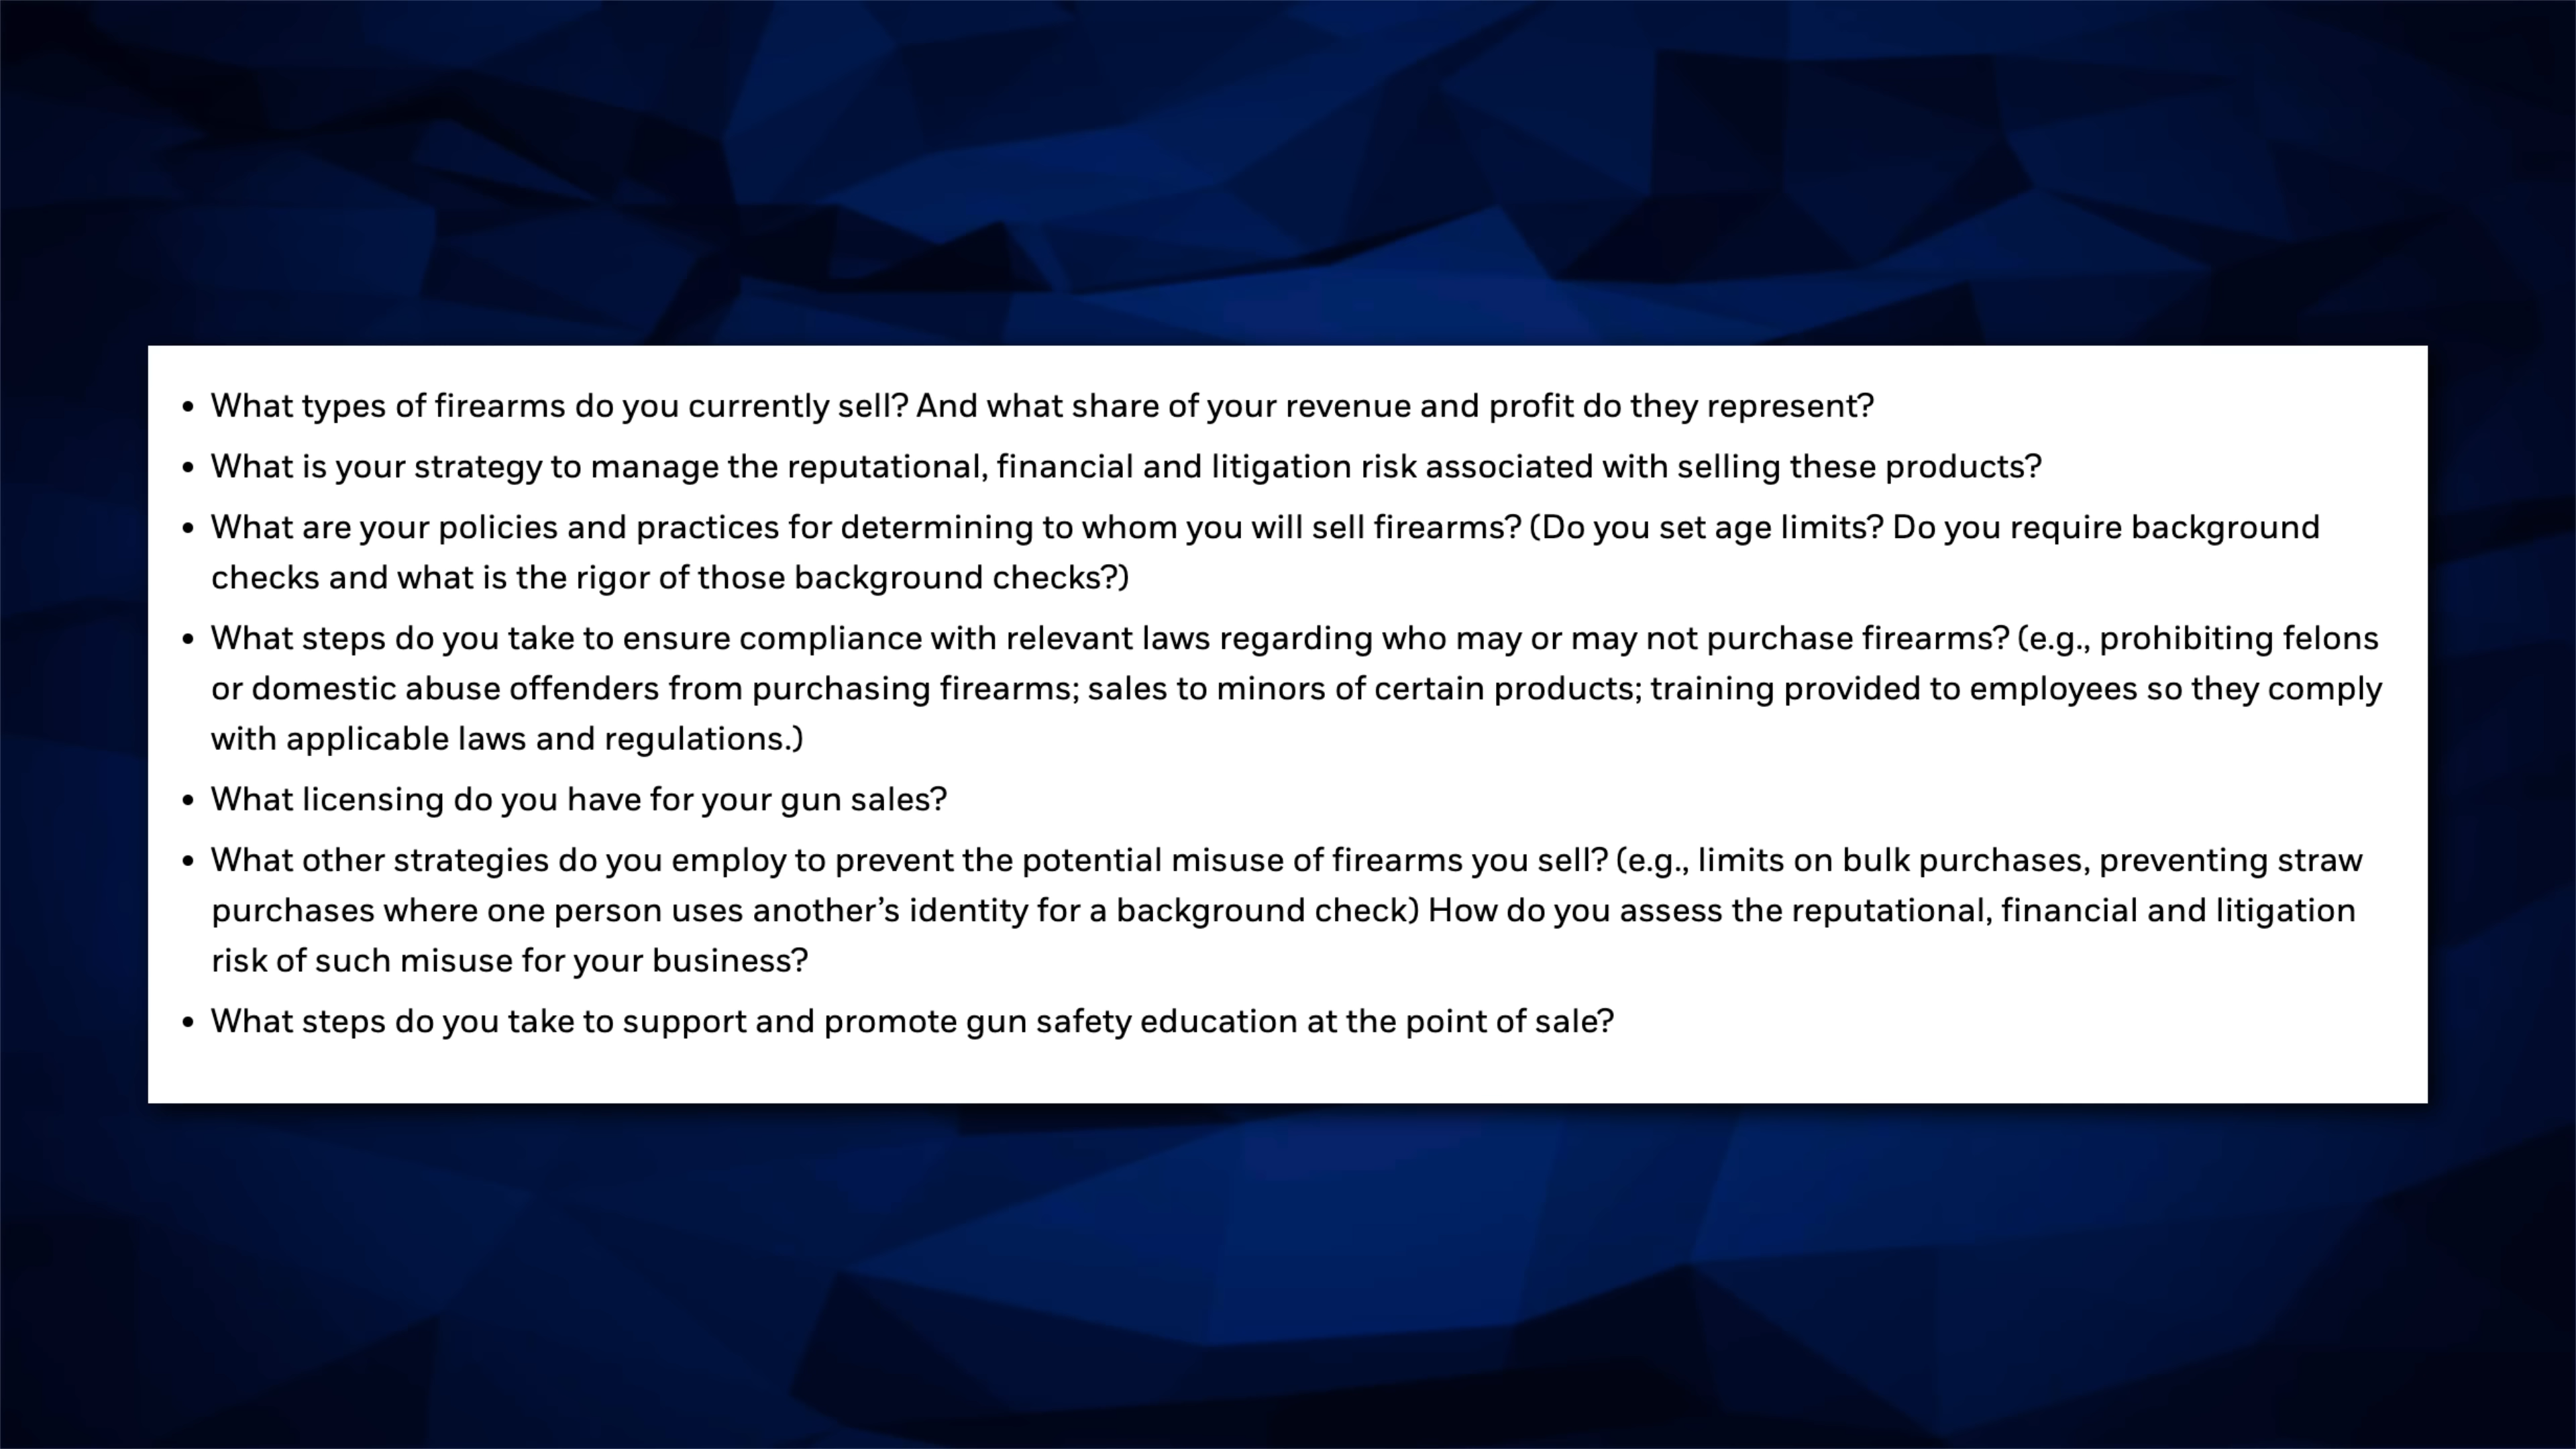 • What types of firearms do you currently sell? And what share of your revenue and profit do they represent?
• What is your strategy to manage the reputational, financial and litigation risk associated with selling these products?
• What are your policies and practices for determining to whom you will sell firearms? (Do you set age limits? Do you require background
checks and what is the rigor of those background checks?)
• What steps do you take to ensure compliance with relevant laws regarding who may or may not purchase firearms? (e.g., prohibiting felons
or domestic abuse offenders from purchasing firearms; sales to minors of certain products; training provided to employees so they comply
with applicable laws and regulations.)
• What licensing do you have for your gun sales?
• What other strategies do you employ to prevent the potential misuse of firearms you sell? (e.g., limits on bulk purchases, preventing straw
purchases where one person uses another’s identity for a background check) How do you assess the reputational, financial and litigation
risk of such misuse for your business?
• What steps do you take to support and promote gun safety education at the point of sale?